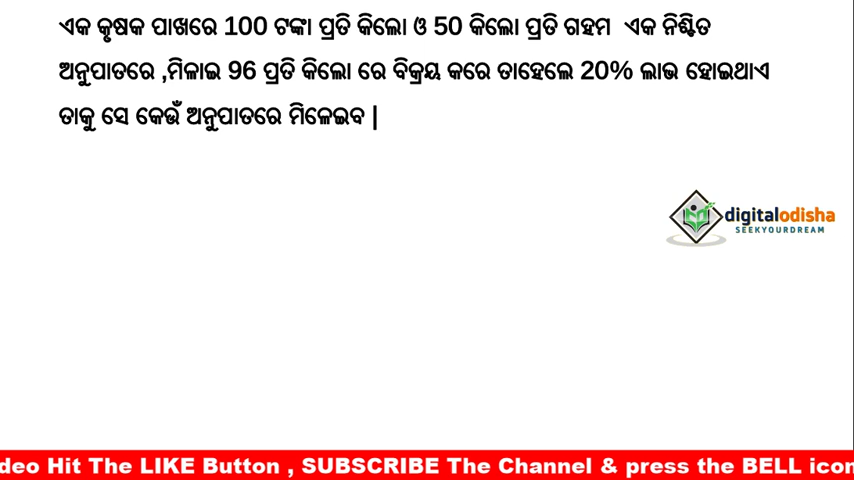 ଏକ କୃଷକ ପାଖରେ 100 ଟଙ୍କା ପ୍ରତି କିଲୋ ଓ 50 କିଲୋ ପ୍ରତି ଗହମ ଏକ ନିଶ୍ଚିତ
ଅନୁପାତରେ ,ମିଳାଇ 96 ପ୍ରତି କିଲୋ ରେ ବିକ୍ରୟ କରେ ତାହେଲେ 20% ଲାଭ ହୋଇଥାଏ
ତାକୁ ସେ କେଉଁ ଅନୁପାତରେ ମିଳେଇବ |
digitalodisha
SEEKYOURDREAM
deo Hit The LIKE Button , SUBSCRIBE The Channel & press the BELL icon